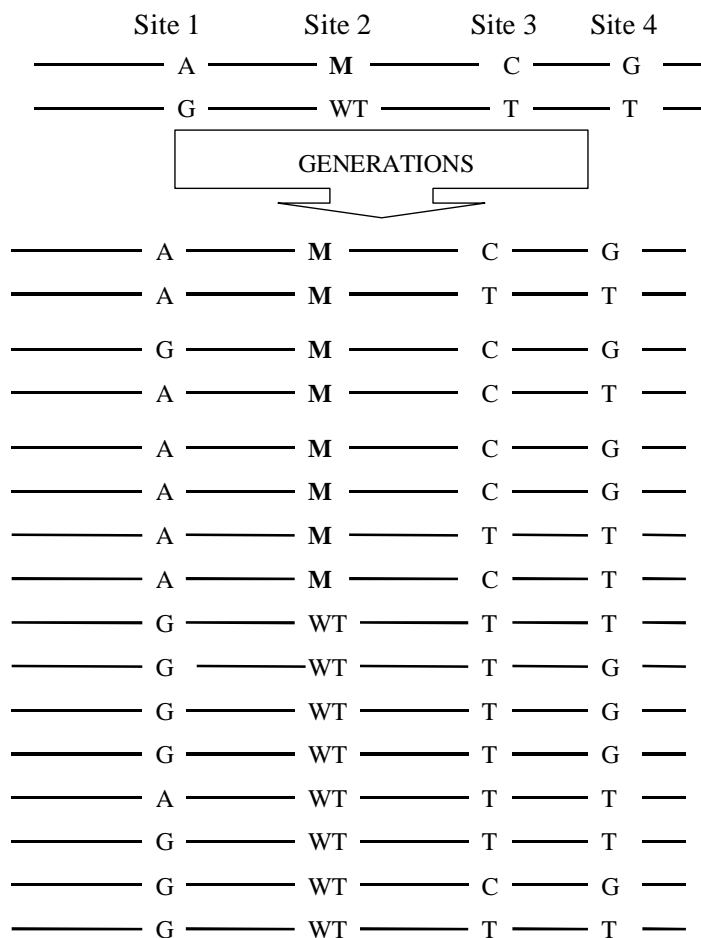 Site 1 Site 2 Site 3 Site 4
A M C G
G WT T T
GENERATIONS
A M C G
A M T T
G M C G
A M C T
A M C G
A M C G
A M T T
A M C T
G WT T T
G WT T G
G WT T G
G WT T G
A WT T T
G WT T T
G WT C G
G WT T T